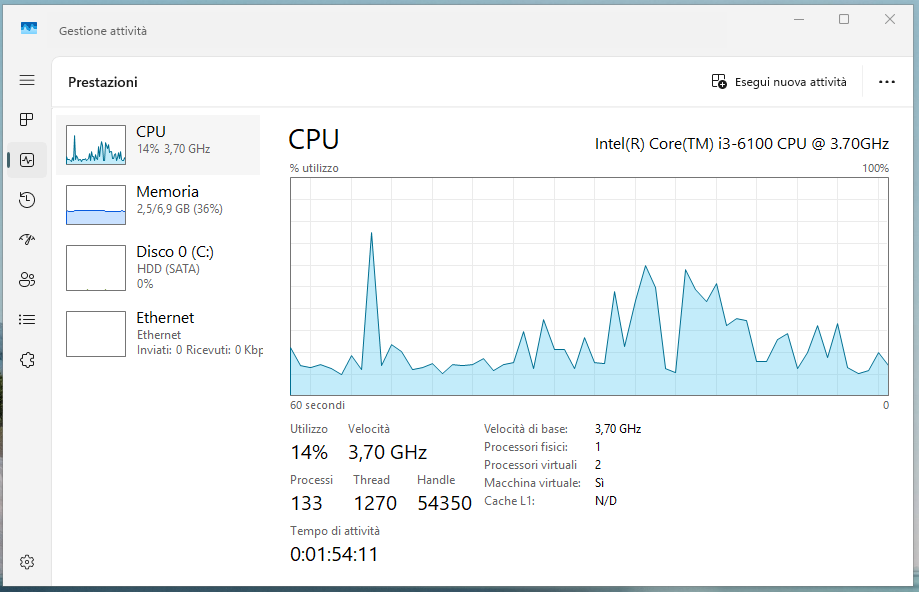 Gestione attività
Prestazioni
Esegui nuova attività
CPU
14% 3,70 GHz
Memoria
2,5/6,9 GB (36%)
Disco 0 (C:)
HDD (SATA)
0%
Ethernet
Ethernet
Inviati: 0 Ricevuti: 0 Kbp
CPU
Intel(R) Core(TM) i3-6100 CPU @ 3.70GHz
% utilizzo
100%
60 secondi
0
Utilizzo
14%
Velocità
3,70 GHz
Processi
133
Thread
1270
Handle
54350
Tempo di attività
0:01:54:11
Velocità di base: 3,70 GHz
Processori fisici: 1
Processori virtuali 2
Macchina virtuale: Sì
Cache L1: N/D